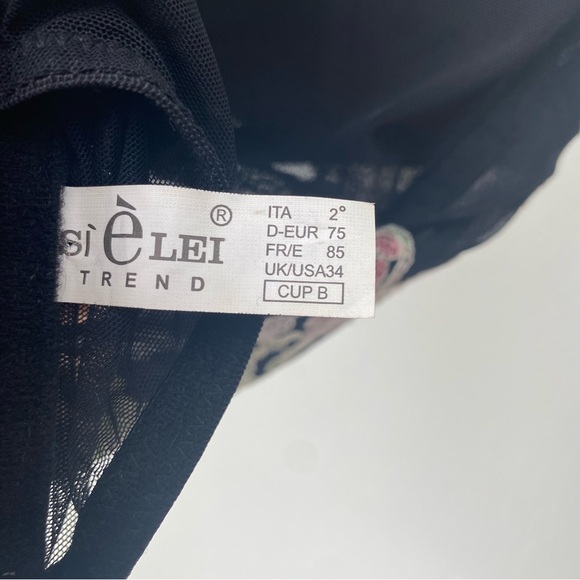 sì è LEI ®
TREND
ITA 2°
D-EUR 75
FR/E 85
UK/USA34
CUP B